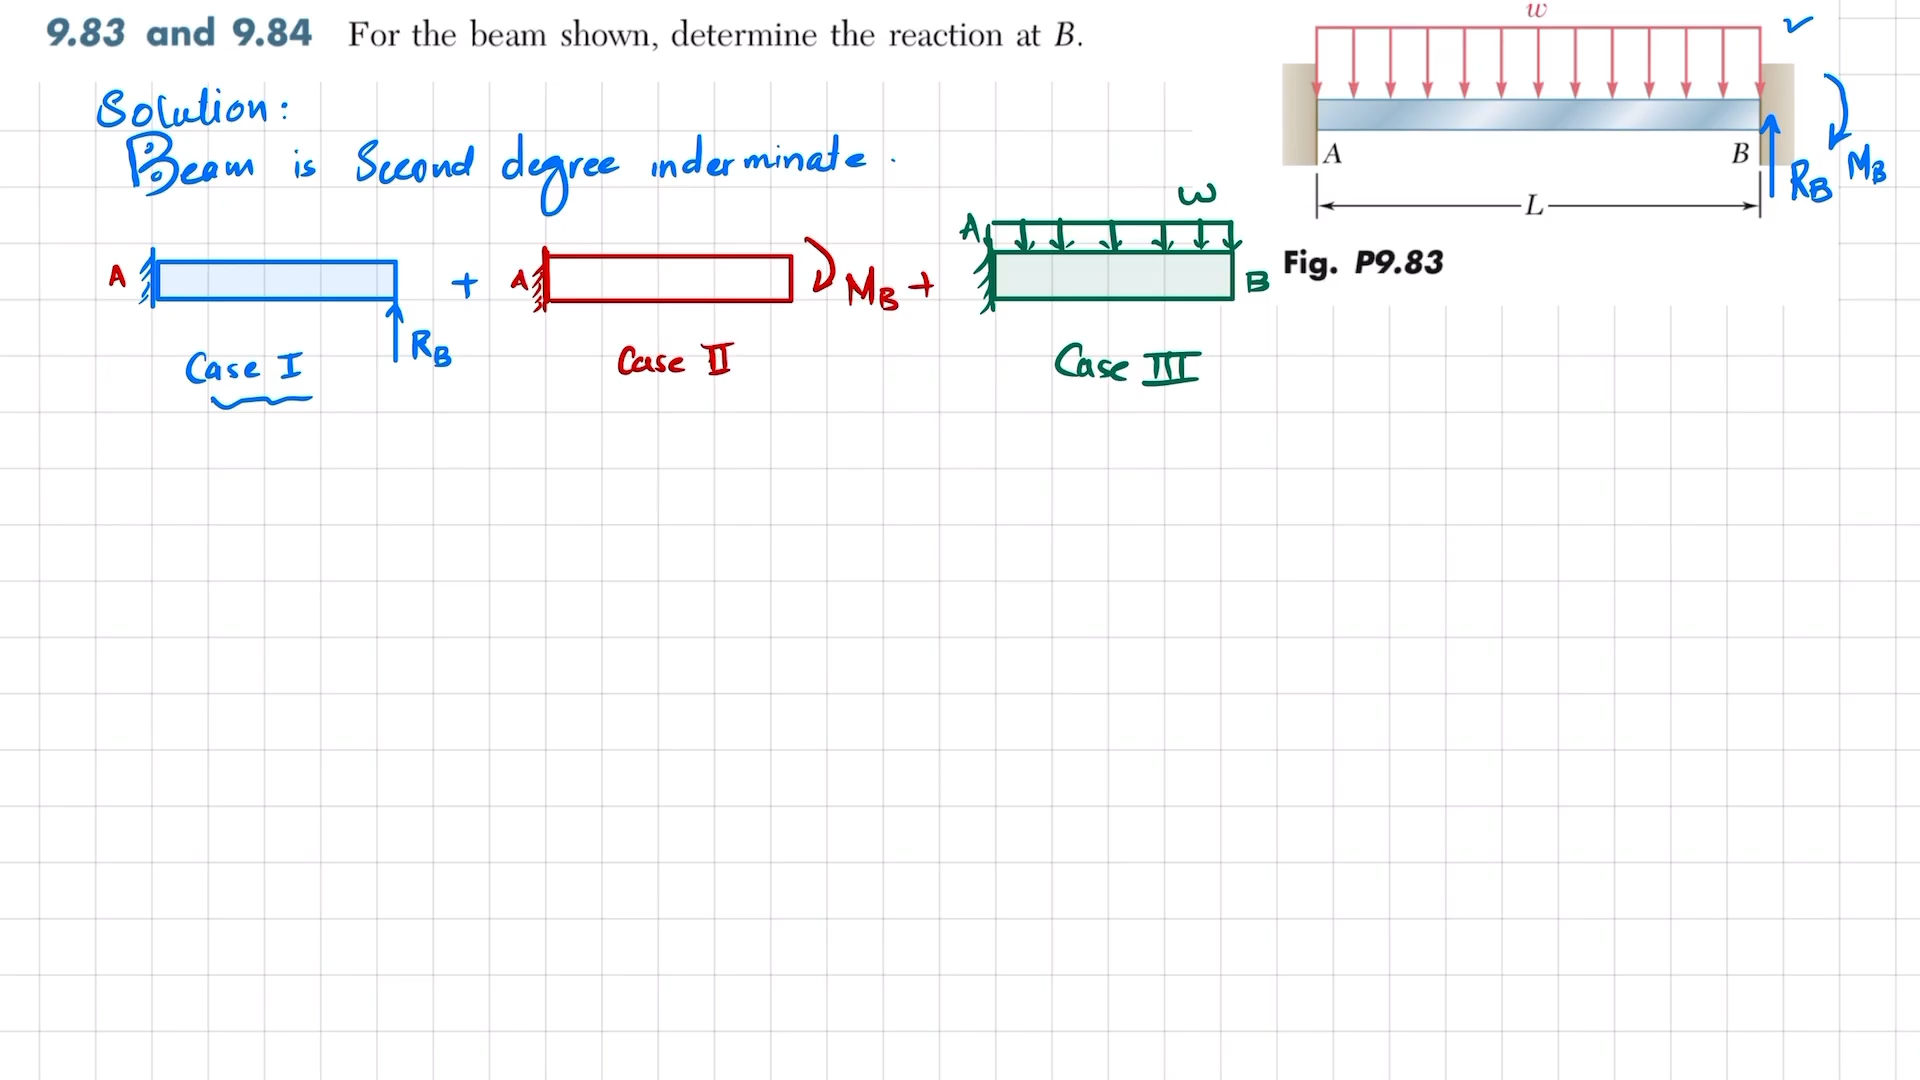 9.83 and 9.84 For the beam shown, determine the reaction at B.
w
Solution:
Beam is Second degree inderminate.
A
B
R_B
M_B
L
Fig. P9.83
A
+
A
M_B +
A
w
B
R_B
Case I
Case II
Case III